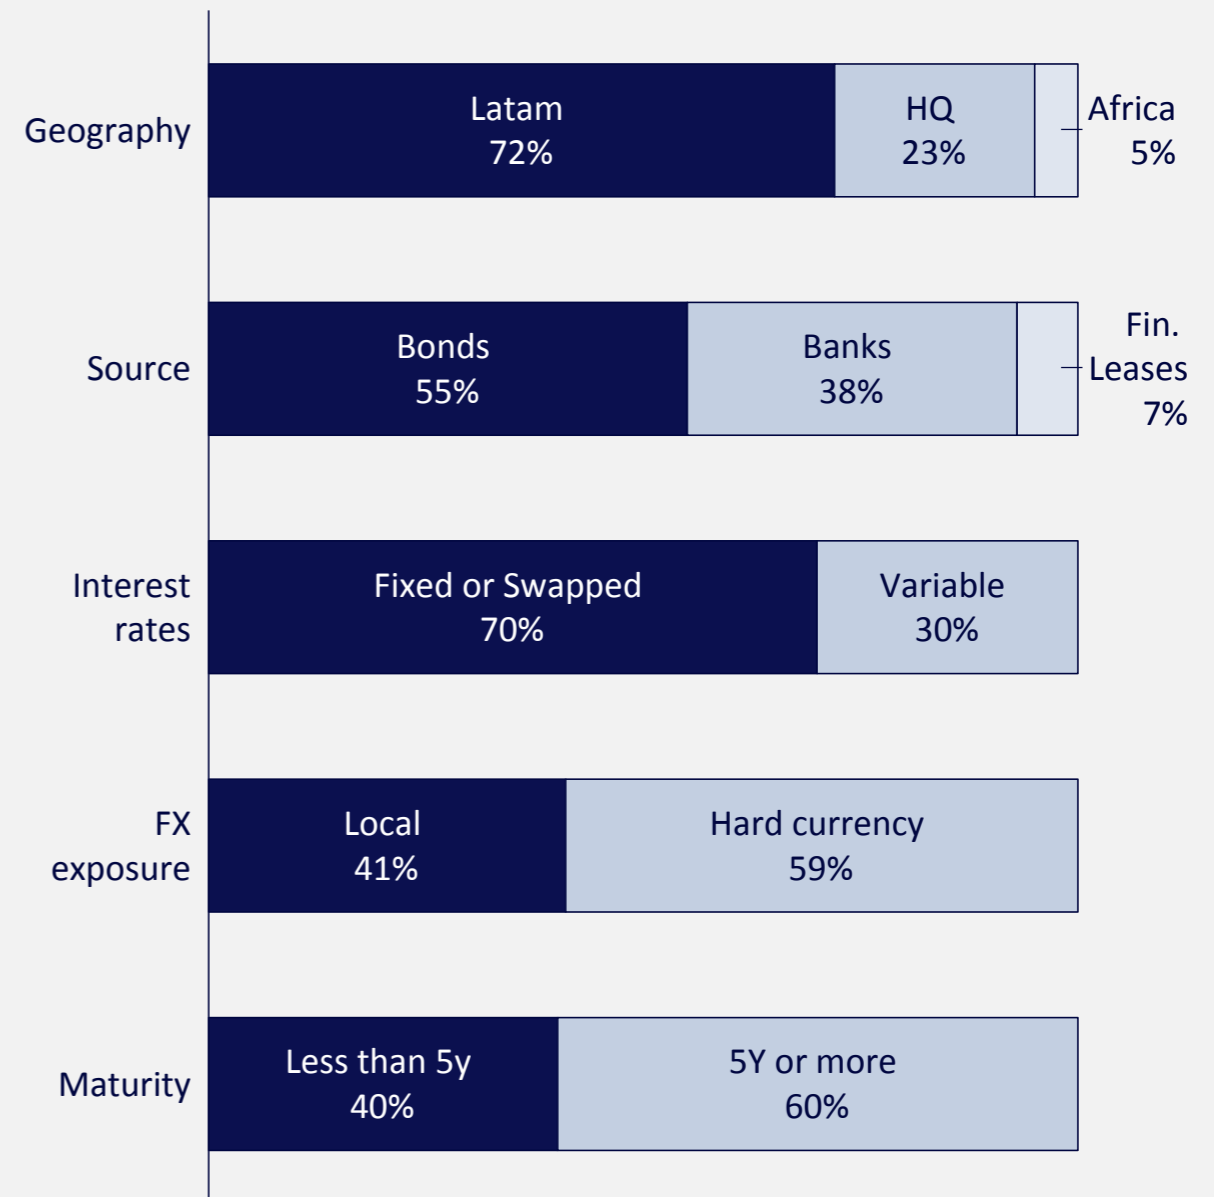 Geography
Latam
72%
HQ
23%
Africa
5%
Source
Bonds
55%
Banks
38%
Fin.
Leases
7%
Interest
rates
Fixed or Swapped
70%
Variable
30%
FX
exposure
Local
41%
Hard currency
59%
Maturity
Less than 5y
40%
5Y or more
60%